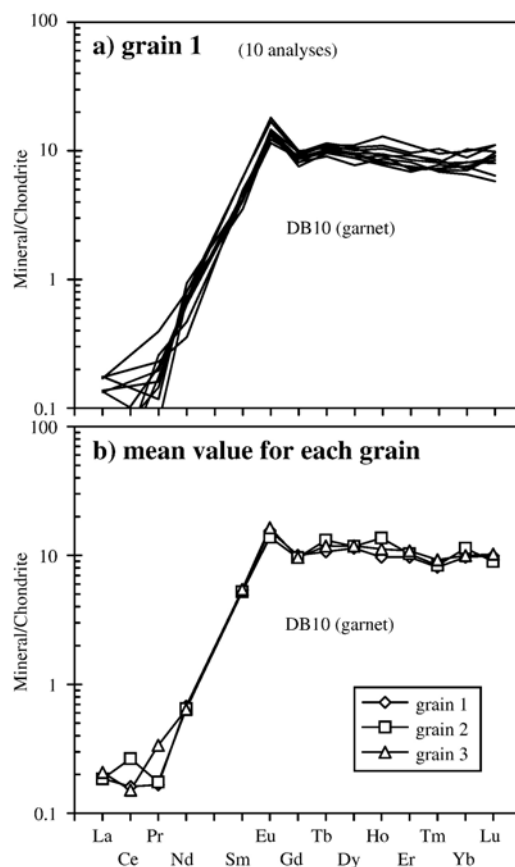 100
a) grain 1
(10 analyses)
10
Mineral/Chondrite
DB10 (garnet)
1
0.1
100
b) mean value for each grain
10
Mineral/Chondrite
DB10 (garnet)
1
grain 1
grain 2
grain 3
0.1
La Pr Eu Tb Ho Tm Lu
Ce Nd Sm Gd Dy Er Yb